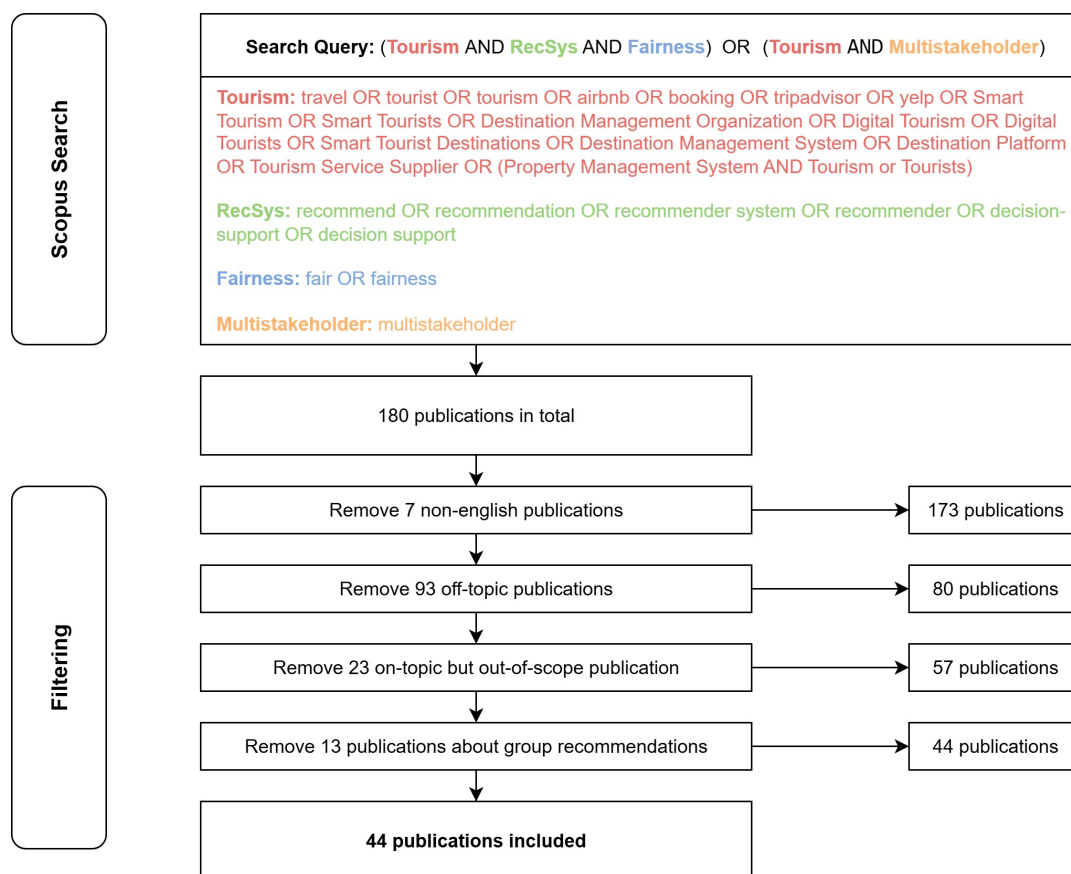 Scopus Search
Search Query: (Tourism AND RecSys AND Fairness) OR (Tourism AND Multistakeholder)
Tourism: travel OR tourist OR tourism OR airbnb OR booking OR tripadvisor OR yelp OR Smart
Tourism OR Smart Tourists OR Destination Management Organization OR Digital Tourism OR Digital
Tourists OR Smart Tourist Destinations OR Destination Management System OR Destination Platform
OR Tourism Service Supplier OR (Property Management System AND Tourism or Tourists)
RecSys: recommend OR recommendation OR recommender system OR recommender OR decision-
support OR decision support
Fairness: fair OR fairness
Multistakeholder: multistakeholder
180 publications in total
Filtering
Remove 7 non-english publications
173 publications
Remove 93 off-topic publications
80 publications
Remove 23 on-topic but out-of-scope publication
57 publications
Remove 13 publications about group recommendations
44 publications
44 publications included